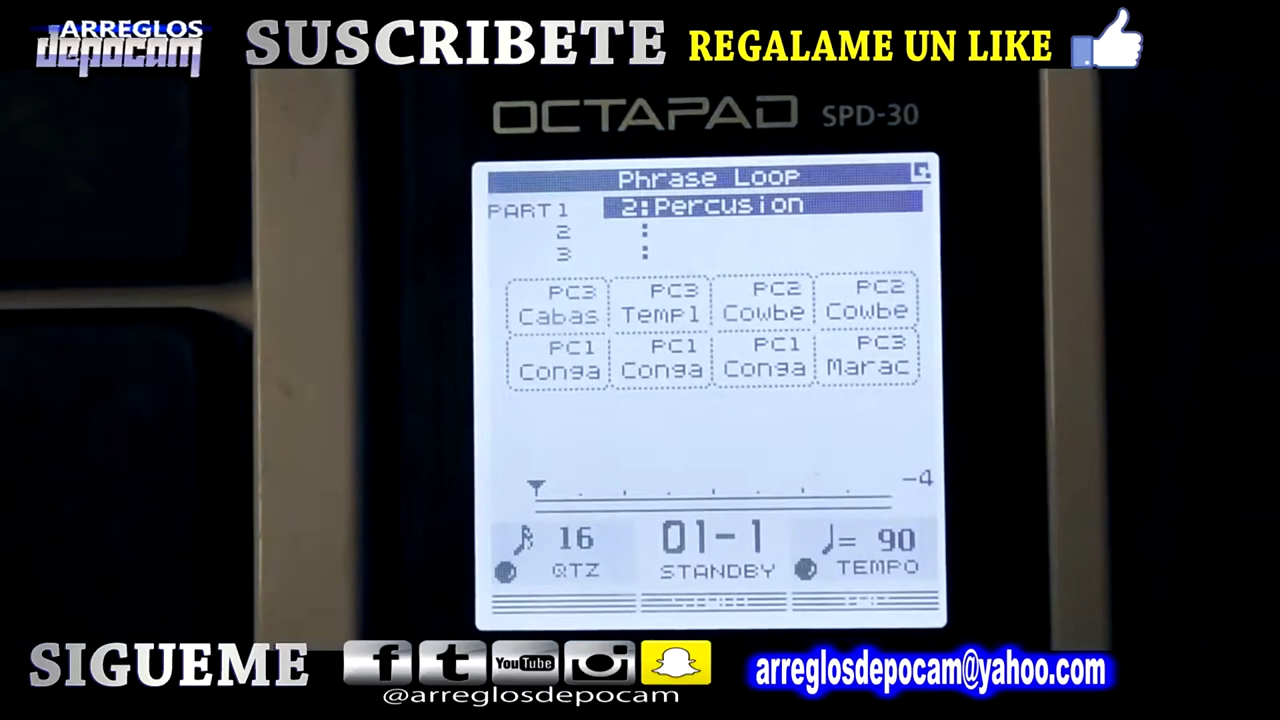 ARREGLOS
depocam
SUSCRIBETE
REGALAME UN LIKE
OCTAPAD SPD-30
Phrase Loop
PART1 2:Percusion
2 :
3 :
PC3 PC3 PC2 PC2
Cabas Templ Cowbe Cowbe
PC1 PC1 PC1 PC3
Conga Conga Conga Marac
-4
16 01-1 = 90
QTZ STANDBY TEMPO
SIGUEME
f t YouTube
@arreglosdepocam
arreglosdepocam@yahoo.com